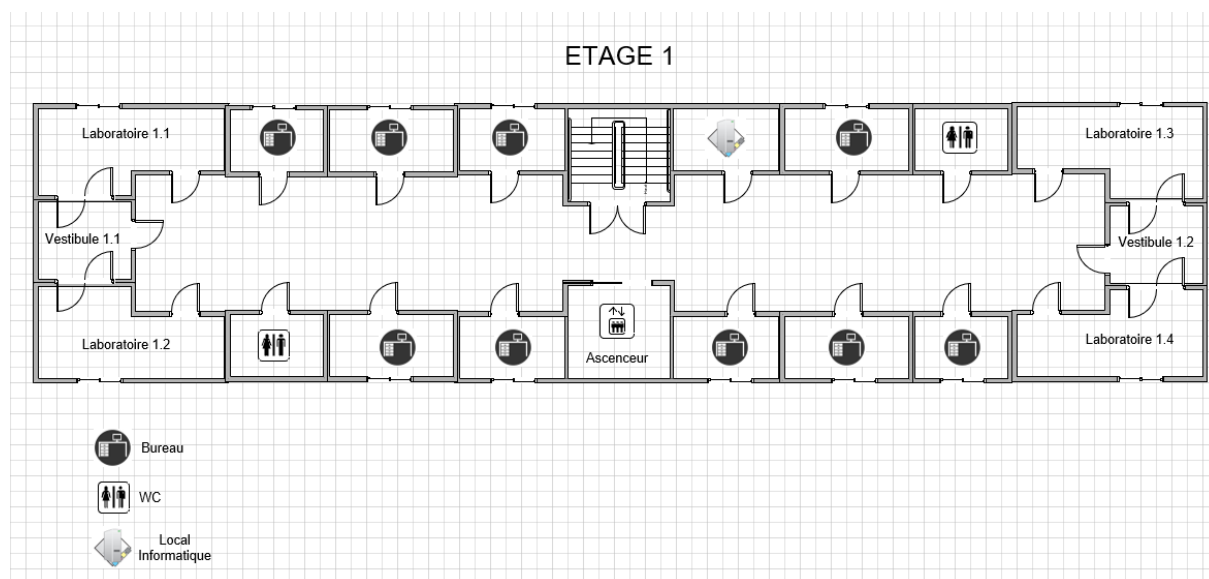 ETAGE 1
Laboratoire 1.1
Laboratoire 1.3
Vestibule 1.1
Vestibule 1.2
Laboratoire 1.2
Ascenceur
Laboratoire 1.4
Bureau
WC
Local
Informatique